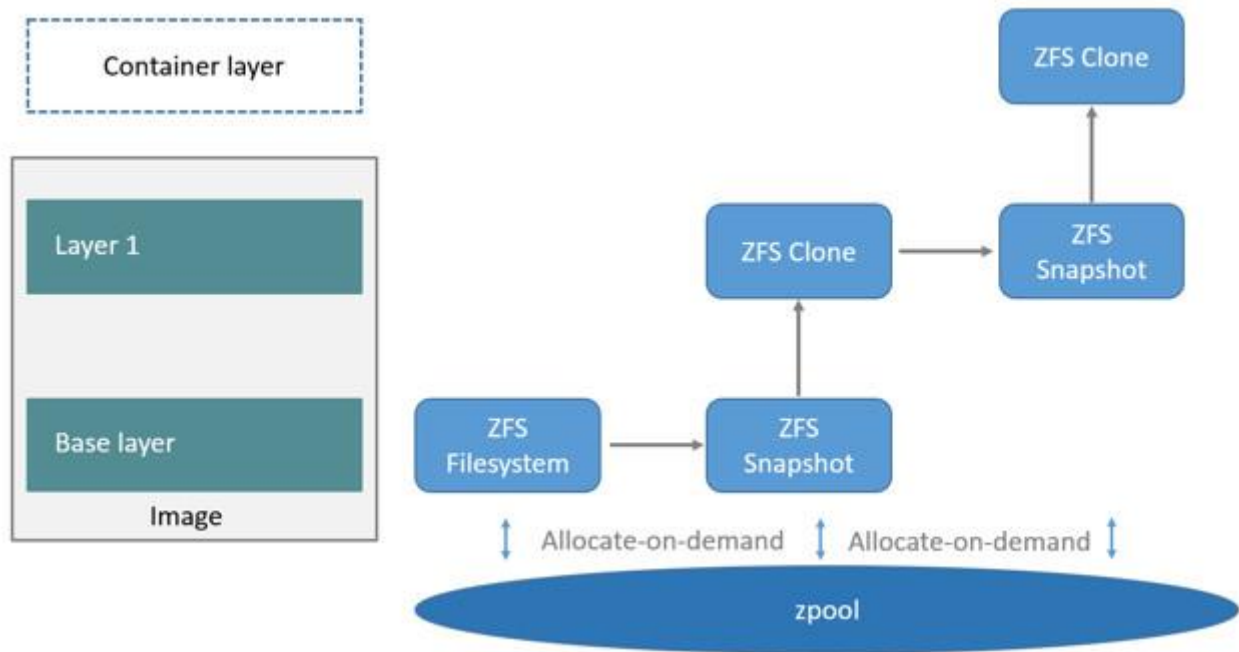 Container layer
ZFS Clone
Layer 1
ZFS Clone
ZFS
Snapshot
Base layer
ZFS
Filesystem
ZFS
Snapshot
Image
Allocate-on-demand
Allocate-on-demand
zpool